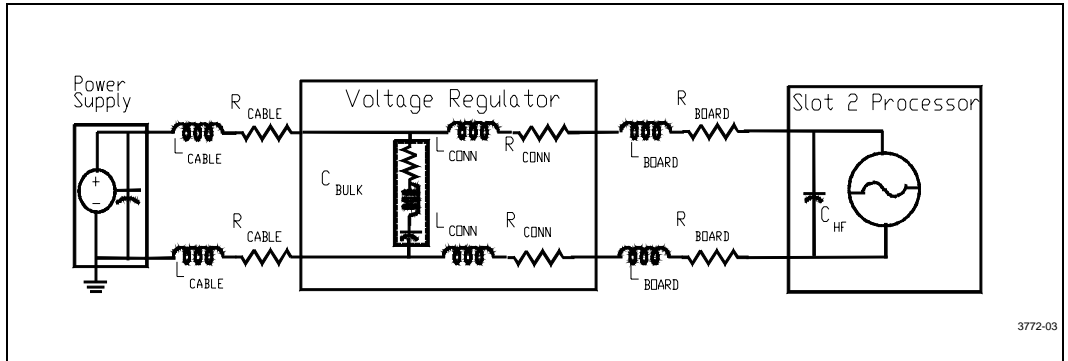 Power
Supply
R CABLE
L CABLE
Voltage Regulator
C BULK
L CONN
R CONN
R BOARD
L BOARD
Slot 2 Processor
+
-
C HF
R CABLE
L CABLE
L CONN
R CONN
R BOARD
L BOARD
3772-03